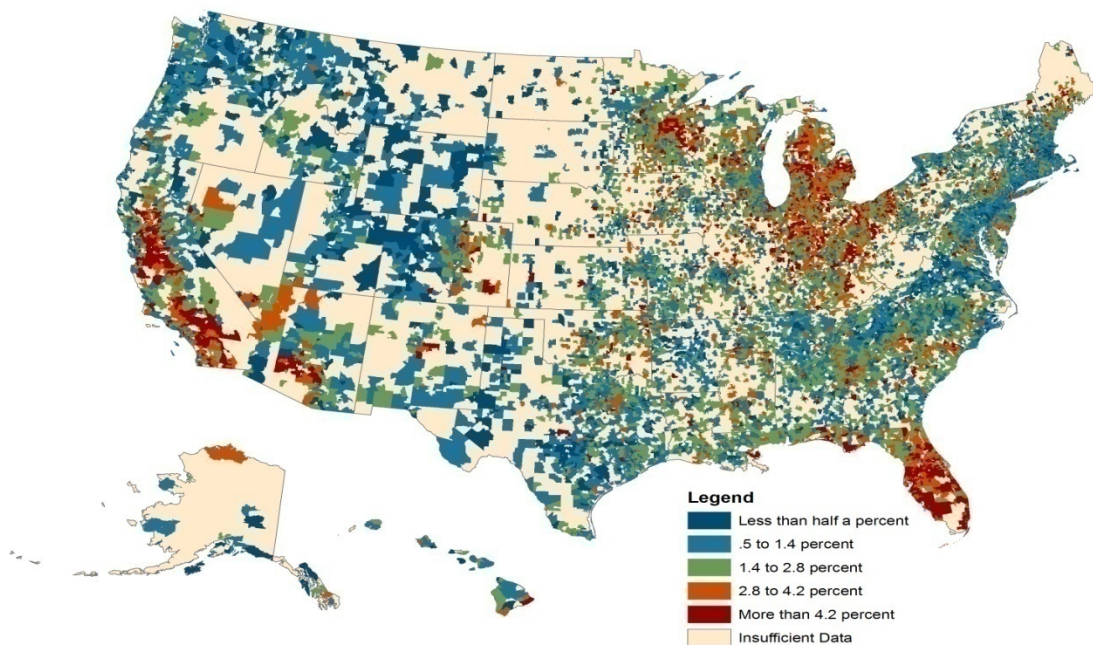 Legend
Less than half a percent
.5 to 1.4 percent
1.4 to 2.8 percent
2.8 to 4.2 percent
More than 4.2 percent
Insufficient Data